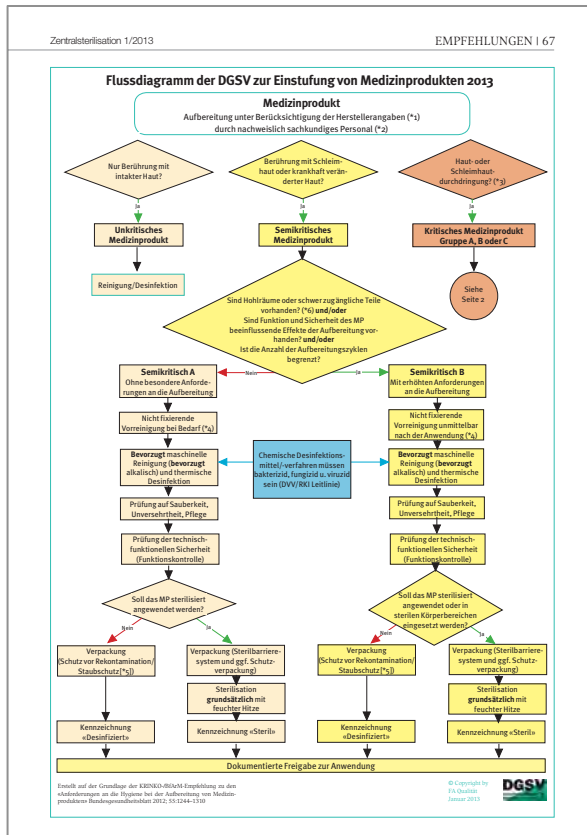 Zentralsterilisation 1/2013
EMPFEHLUNGEN | 67
Flussdiagramm der DGSV zur Einstufung von Medizinprodukten 2013
Medizinprodukt
Aufbereitung unter Berücksichtigung der Herstellerangaben (*1)
durch nachweislich sachkundiges Personal (*2)
Nur Berührung mit
intakter Haut?
Berührung mit Schleim-
haut oder krankhaft verän-
derter Haut?
Haut- oder
Schleimhaut-
durchdringung? (*3)
Ja
Ja
Ja
Unkritisches
Medizinprodukt
Semikritisches
Medizinprodukt
Kritisches Medizinprodukt
Gruppe A, B oder C
Reinigung/Desinfektion
Siehe
Seite 2
Sind Hohlräume oder schwer zugängliche Teile
vorhanden? (*6) und/oder
Sind Funktion und Sicherheit des MP
beeinflussende Effekte der Aufbereitung vor-
handen? und/oder
Ist die Anzahl der Aufbereitungszyklen
begrenzt?
Nein
Ja
Semikritisch A
Ohne besondere Anforde-
rungen an die Aufbereitung
Semikritisch B
Mit erhöhten Anforderungen
an die Aufbereitung
Nicht fixierende
Vorreinigung bei Bedarf (*4)
Nicht fixierende
Vorreinigung unmittelbar
nach der Anwendung (*4)
Bevorzugt maschinelle
Reinigung (bevorzugt
alkalisch) und thermische
Desinfektion
Chemische Desinfektions-
mittel/-verfahren müssen
bakterizid, fungizid u. viruzid
sein (DVV/RKI Leitlinie)
Bevorzugt maschinelle
Reinigung (bevorzugt
alkalisch) und thermische
Desinfektion
Prüfung auf Sauberkeit,
Unversehrtheit, Pflege
Prüfung auf Sauberkeit,
Unversehrtheit, Pflege
Prüfung der technisch-
funktionellen Sicherheit
(Funktionskontrolle)
Prüfung der technisch-
funktionellen Sicherheit
(Funktionskontrolle)
Soll das MP sterilisiert
angewendet werden?
Soll das MP sterilisiert
angewendet oder in
sterilen Körperbereichen
eingesetzt werden?
Nein
Ja
Nein
Ja
Verpackung
(Schutz vor Rekontamination/
Staubschutz[*5])
Verpackung (Sterilbarriere-
system und ggf. Schutz-
verpackung)
Verpackung
(Schutz vor Rekontamination/
Staubschutz[*5])
Verpackung (Sterilbarriere-
system und ggf. Schutz-
verpackung)
Sterilisation
grundsätzlich mit
feuchter Hitze
Sterilisation
grundsätzlich mit
feuchter Hitze
Kennzeichnung
«Desinfiziert»
Kennzeichnung
«Steril»
Kennzeichnung
«Desinfiziert»
Kennzeichnung
«Steril»
Dokumentierte Freigabe zur Anwendung
Erstellt auf der Grundlage der KRINKO-/BfArM-Empfehlung zu den
«Anforderungen an die Hygiene bei der Aufbereitung von Medizin-
produkten» Bundesgesundheitsblatt 2012; 55:1244–1310
© Copyright by
FA Qualität
Januar 2013
DGSV